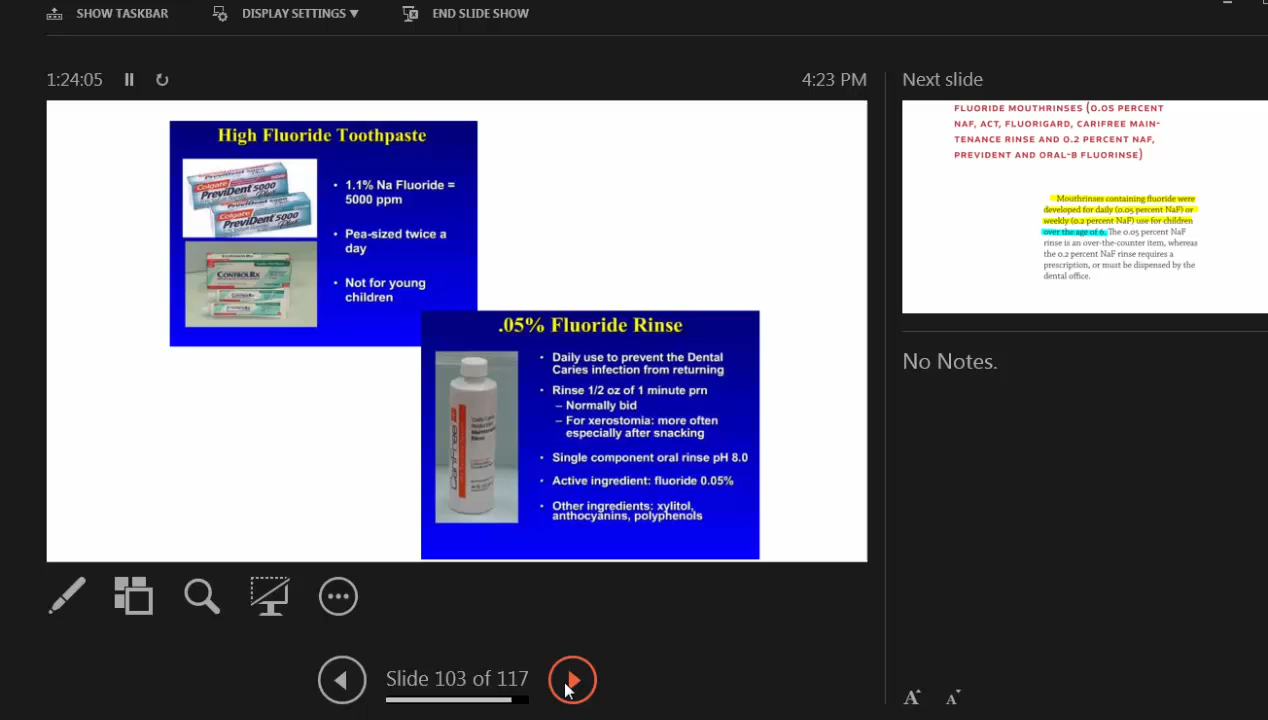 SHOW TASKBAR
DISPLAY SETTINGS ▼
END SLIDE SHOW
1:24:05
4:23 PM
High Fluoride Toothpaste
Colgate
PreviDent 5000
Colgate
PreviDent 5000
CONTROLRX
• 1.1% Na Fluoride =
5000 ppm
• Pea-sized twice a
day
• Not for young
children
.05% Fluoride Rinse
CariFree
• Daily use to prevent the Dental
Caries infection from returning
• Rinse 1/2 oz of 1 minute prn
– Normally bid
– For xerostomia: more often
especially after snacking
• Single component oral rinse pH 8.0
• Active ingredient: fluoride 0.05%
• Other ingredients: xylitol,
anthocyanins, polyphenols
Slide 103 of 117
Next slide
FLUORIDE MOUTHRINSES (0.05 PERCENT
NAF, ACT, FLUORIGARD, CARIFREE MAIN-
TENANCE RINSE AND 0.2 PERCENT NAF,
PREVIDENT AND ORAL-B FLUORINSE)
Mouthrinses containing fluoride were
developed for daily (0.05 percent NaF) or
weekly (0.2 percent NaF) use for children
over the age of 6. The 0.05 percent NaF
rinse is an over-the-counter item, whereas
the 0.2 percent NaF rinse requires a
prescription, or must be dispensed by the
dental office.
No Notes.
A A